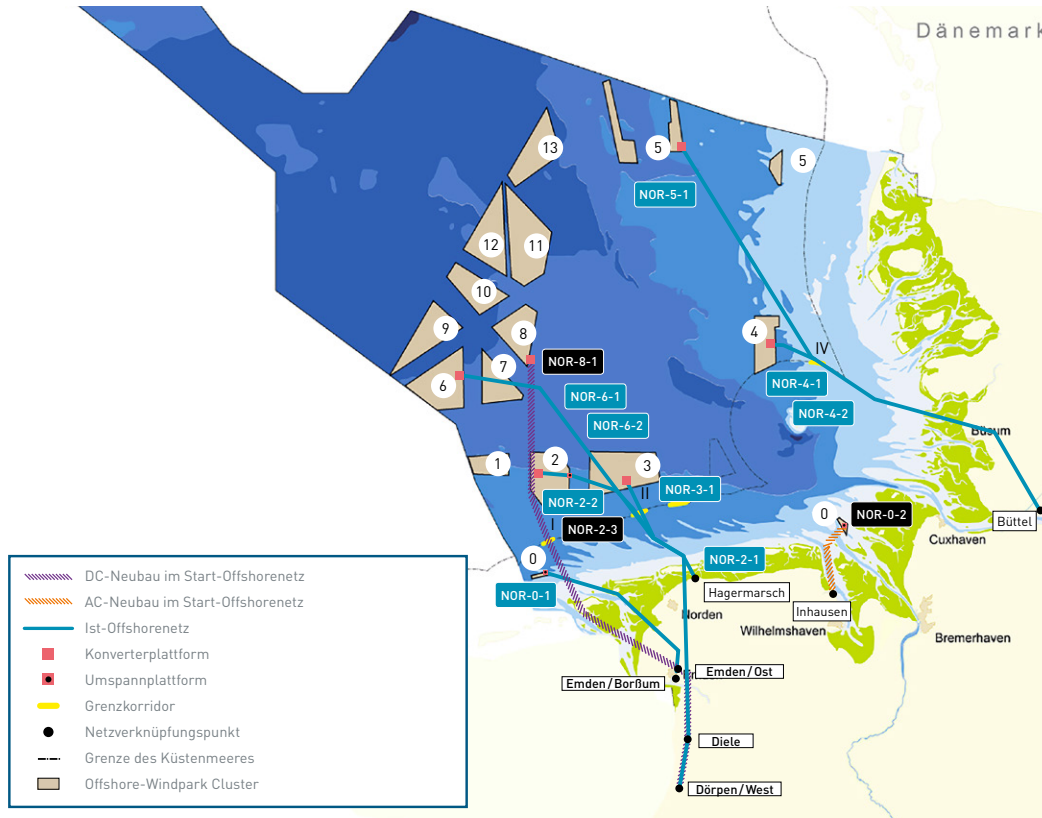 Dänemark
13
5
5
NOR-5-1
12
11
10
9
8
4
IV
NOR-8-1
7
6
NOR-4-1
NOR-6-1
NOR-4-2
NOR-6-2
Büsum
1
2
3
NOR-3-1
II
NOR-2-2
I
NOR-2-3
0
NOR-0-2
Büttel
Cuxhaven
0
NOR-2-1
NOR-0-1
Hagermarsch
Norden
Inhausen
Wilhelmshaven
Bremerhaven
Emden/Ost
Emden/Borßum
Diele
Dörpen/West
DC-Neubau im Start-Offshorenetz
AC-Neubau im Start-Offshorenetz
Ist-Offshorenetz
Konverterplattform
Umspannplattform
Grenzkorridor
Netzverknüpfungspunkt
Grenze des Küstenmeeres
Offshore-Windpark Cluster